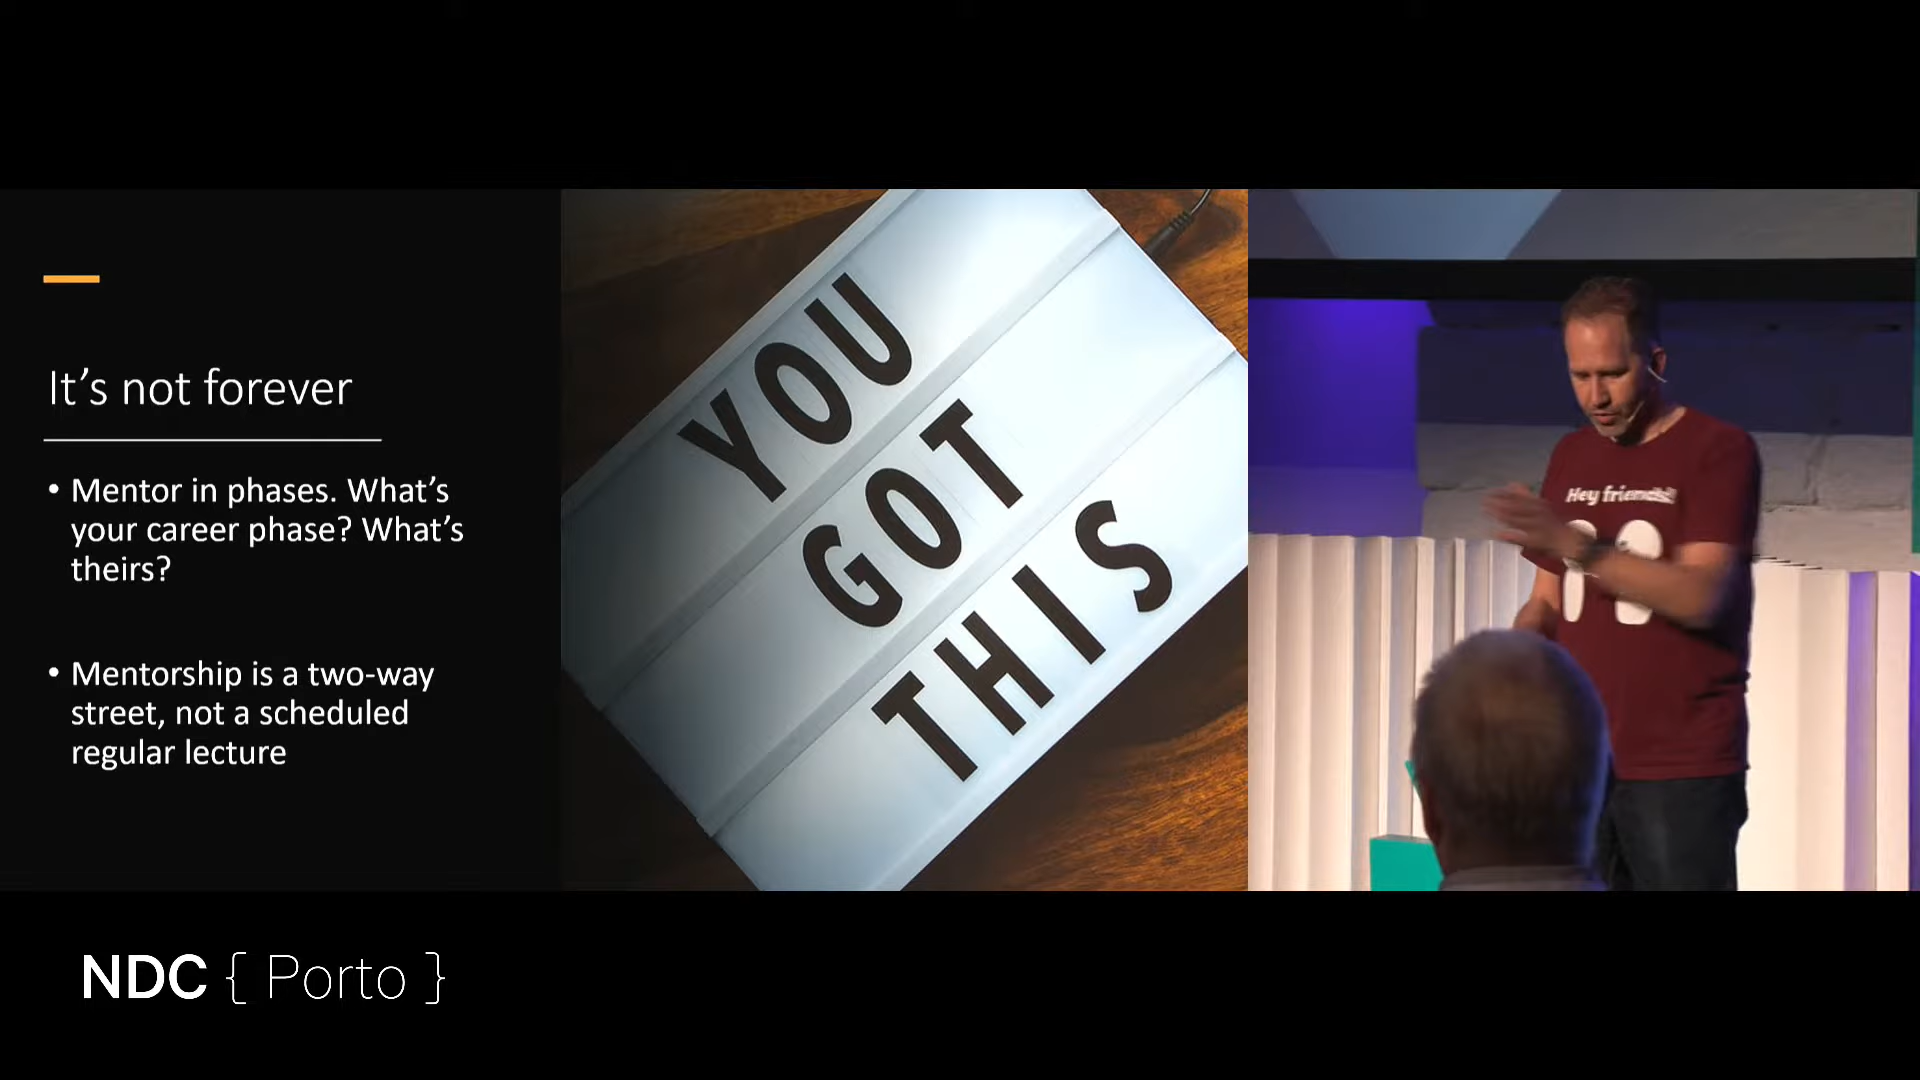 It's not forever
• Mentor in phases. What's
your career phase? What's
theirs?
• Mentorship is a two-way
street, not a scheduled
regular lecture
YOU
GOT
THIS
Hey friends!
NDC { Porto }